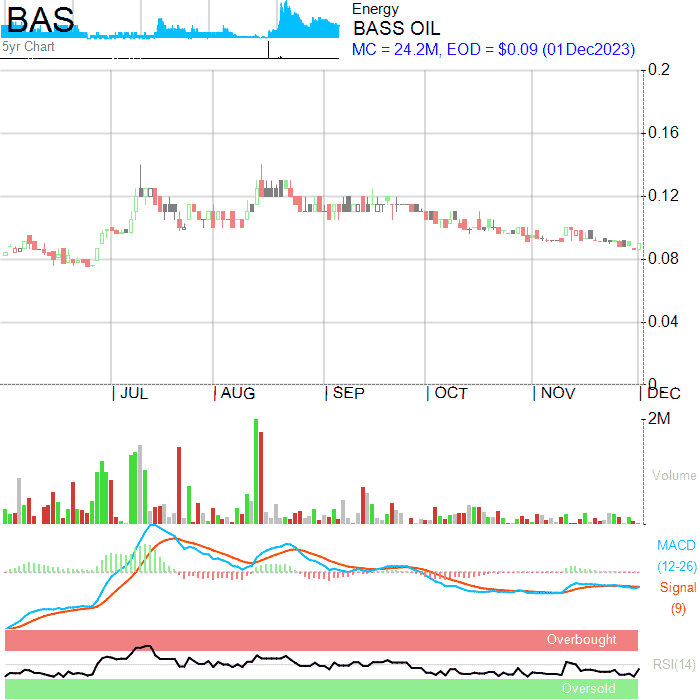 BAS
5yr Chart
Energy
BASS OIL
MC = 24.2M, EOD = $0.09 (01Dec2023)
0.2
0.16
0.12
0.08
0.04
0
JUL AUG SEP OCT NOV DEC
2M
Volume
MACD
(12-26)
Signal
(9)
Overbought
RSI(14)
Oversold